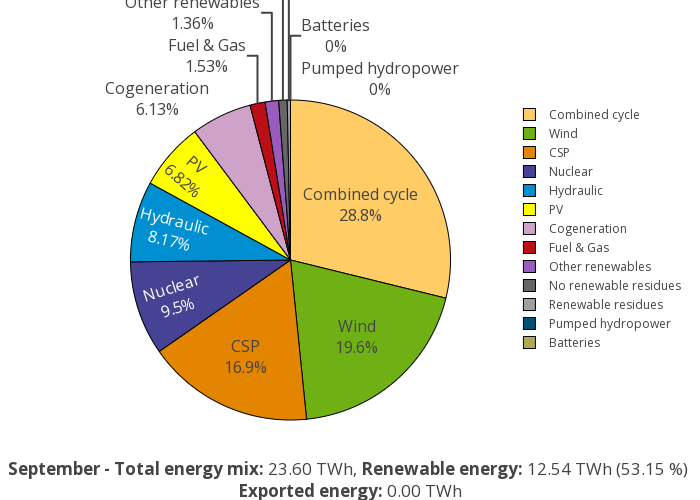 Other renewables
1.36%
Fuel & Gas
1.53%
Cogeneration
6.13%
Batteries
0%
Pumped hydropower
0%
PV
6.82%
Hydraulic
8.17%
Nuclear
9.5%
CSP
16.9%
Wind
19.6%
Combined cycle
28.8%
Combined cycle
Wind
CSP
Nuclear
Hydraulic
PV
Cogeneration
Fuel & Gas
Other renewables
No renewable residues
Renewable residues
Pumped hydropower
Batteries
September - Total energy mix: 23.60 TWh, Renewable energy: 12.54 TWh (53.15 %)
Exported energy: 0.00 TWh